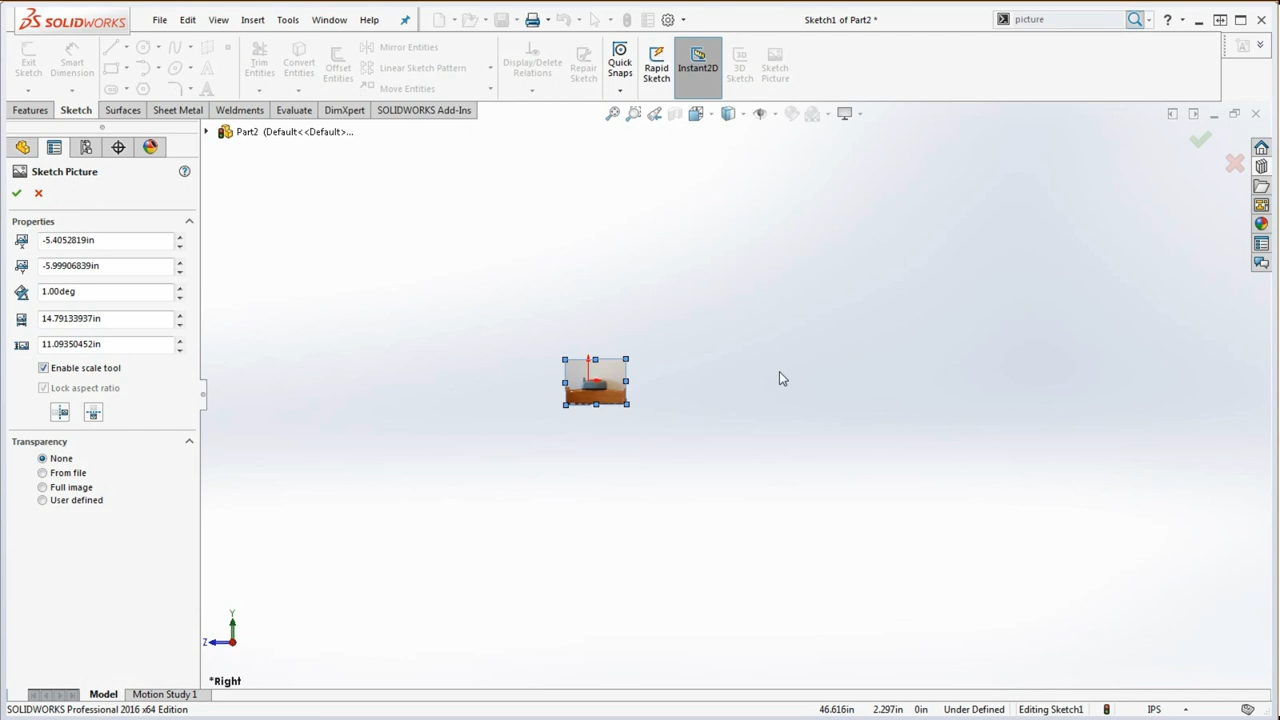 SOLIDWORKS File Edit View Insert Tools Window Help Sketch1 of Part2 * picture
Exit Sketch Smart Dimension Trim Entities Convert Entities Offset Entities Mirror Entities Linear Sketch Pattern Move Entities Display/Delete Relations Repair Sketch Quick Snaps Rapid Sketch Instant2D 3D Sketch Sketch Picture
Features Sketch Surfaces Sheet Metal Weldments Evaluate DimXpert SOLIDWORKS Add-Ins
Part2 (Default<<Default>...
Sketch Picture
Properties
-5.4052819in
-5.99906839in
1.00deg
14.79133937in
11.09350452in
Enable scale tool
Lock aspect ratio
Transparency
None
From file
Full image
User defined
Y
Z
*Right
Model Motion Study 1
SOLIDWORKS Professional 2016 x64 Edition 46.616in 2.297in 0in Under Defined Editing Sketch1 IPS